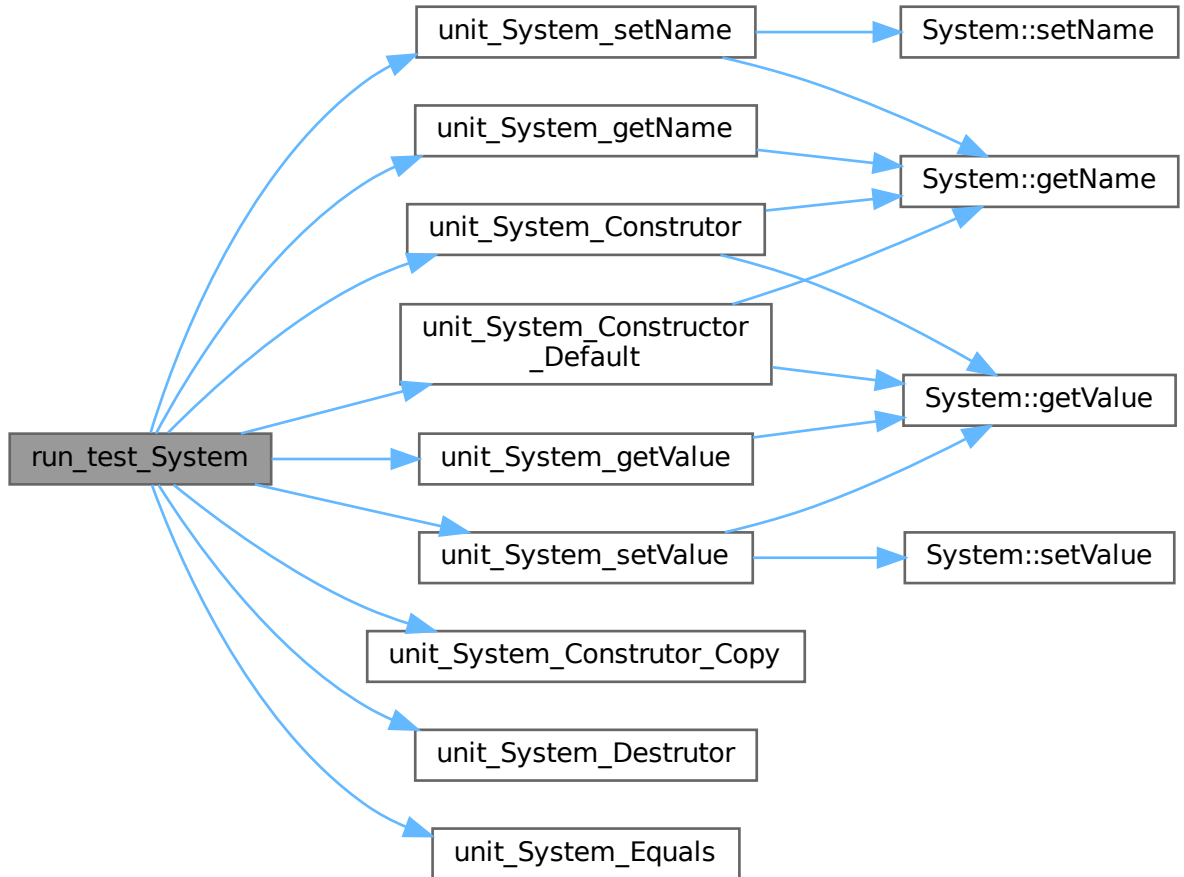 unit_System_setName
System::setName
unit_System_getName
System::getName
unit_System_Construtor
unit_System_Constructor
_Default
System::getValue
run_test_System
unit_System_getValue
unit_System_setValue
System::setValue
unit_System_Construtor_Copy
unit_System_Destrutor
unit_System_Equals